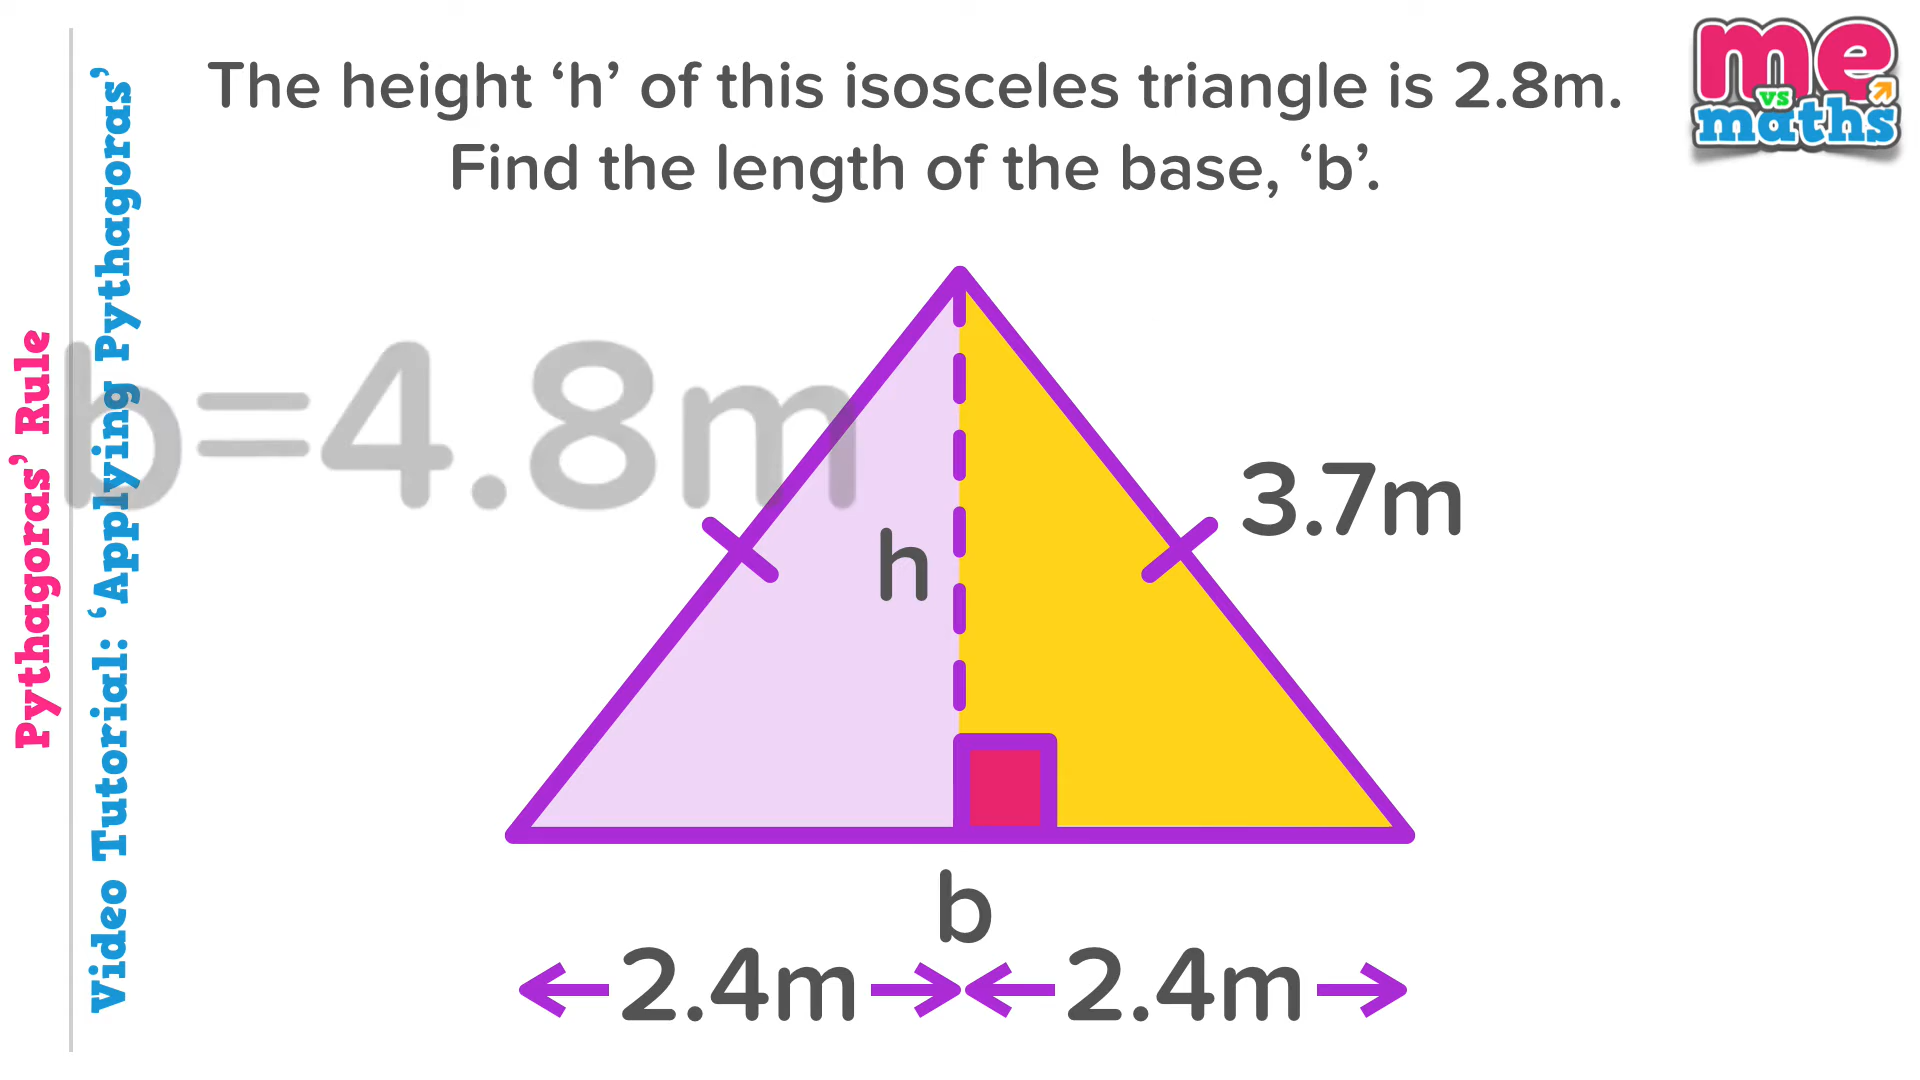 The height ‘h’ of this isosceles triangle is 2.8m.
Find the length of the base, ‘b’.
me
vs
maths
Pythagoras’ Rule
Video Tutorial: ‘Applying Pythagoras’
b=4.8m
h
3.7m
b
2.4m 2.4m